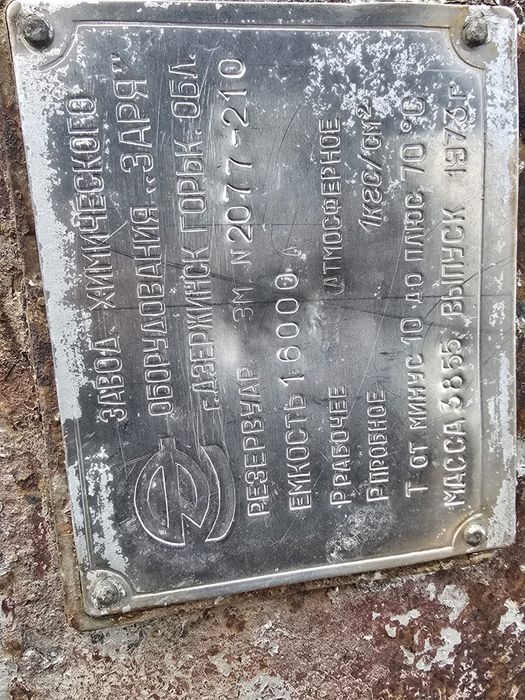 ЗАВОД ХИМИЧЕСКОГО
ОБОРУДОВАНИЯ „ЗАРЯ"
г. ДЗЕРЖИНСК ГОРЬК. ОБЛ.
РЕЗЕРВУАР ЗМ N 2077-210
ЕМКОСТЬ 16000 Л
Р РАБОЧЕЕ АТМОСФЕРНОЕ
Р ПРОБНОЕ 1КГС/СМ²
Т ОТ МИНУС 10 ДО ПЛЮС 70 °С
МАССА 3855 ВЫПУСК 1973г